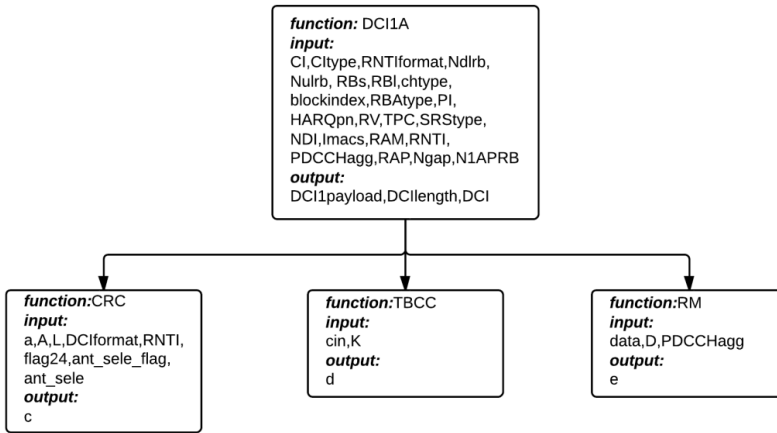 function: DCI1A
input:
CI,CItype,RNTIformat,Ndlrb,
Nulrb, RBs,RBl,chtype,
blockindex,RBAtype,PI,
HARQpn,RV,TPC,SRStype,
NDI,Imacs,RAM,RNTI,
PDCCHagg,RAP,Ngap,N1APRB
output:
DCI1payload,DCIlength,DCI
function:CRC
input:
a,A,L,DCIformat,RNTI,
flag24,ant_sele_flag,
ant_sele
output:
c
function:TBCC
input:
cin,K
output:
d
function:RM
input:
data,D,PDCCHagg
output:
e